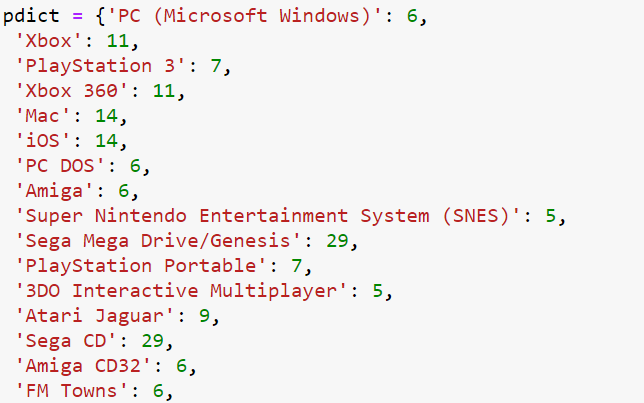 pdict = {'PC (Microsoft Windows)': 6,
'Xbox': 11,
'PlayStation 3': 7,
'Xbox 360': 11,
'Mac': 14,
'iOS': 14,
'PC DOS': 6,
'Amiga': 6,
'Super Nintendo Entertainment System (SNES)': 5,
'Sega Mega Drive/Genesis': 29,
'PlayStation Portable': 7,
'3DO Interactive Multiplayer': 5,
'Atari Jaguar': 9,
'Sega CD': 29,
'Amiga CD32': 6,
'FM Towns': 6,